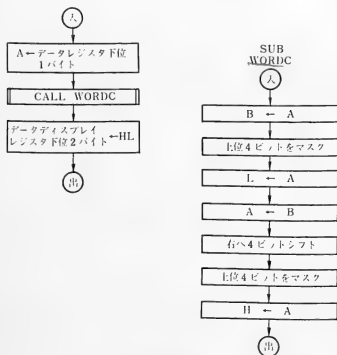 入
A←データレジスタ下位
1バイト
CALL WORDC
データディスプレイ
レジスタ下位2バイト←HL
出
SUB
WORDC
入
B ← A
上位4ビットをマスク
L ← A
A ← B
右へ4ビットシフト
上位4ビットをマスク
H ← A
出